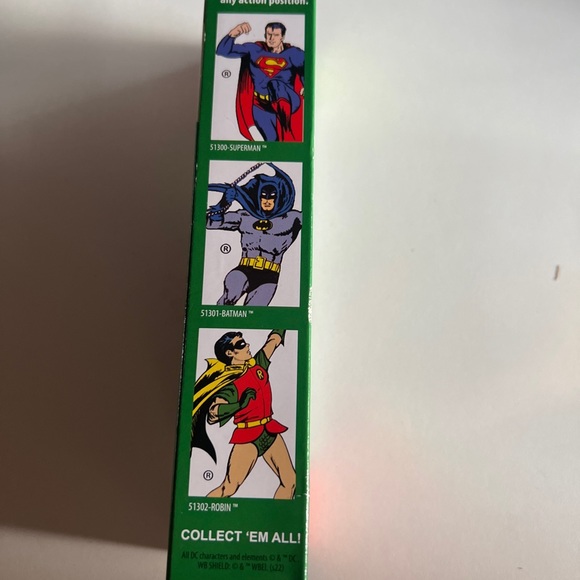 any action position.
®
51300-SUPERMAN™
®
51301-BATMAN™
®
R
51302-ROBIN™
COLLECT 'EM ALL!
All DC characters and elements © & ™ DC
WB SHIELD: © & ™ WBEI. (s22)